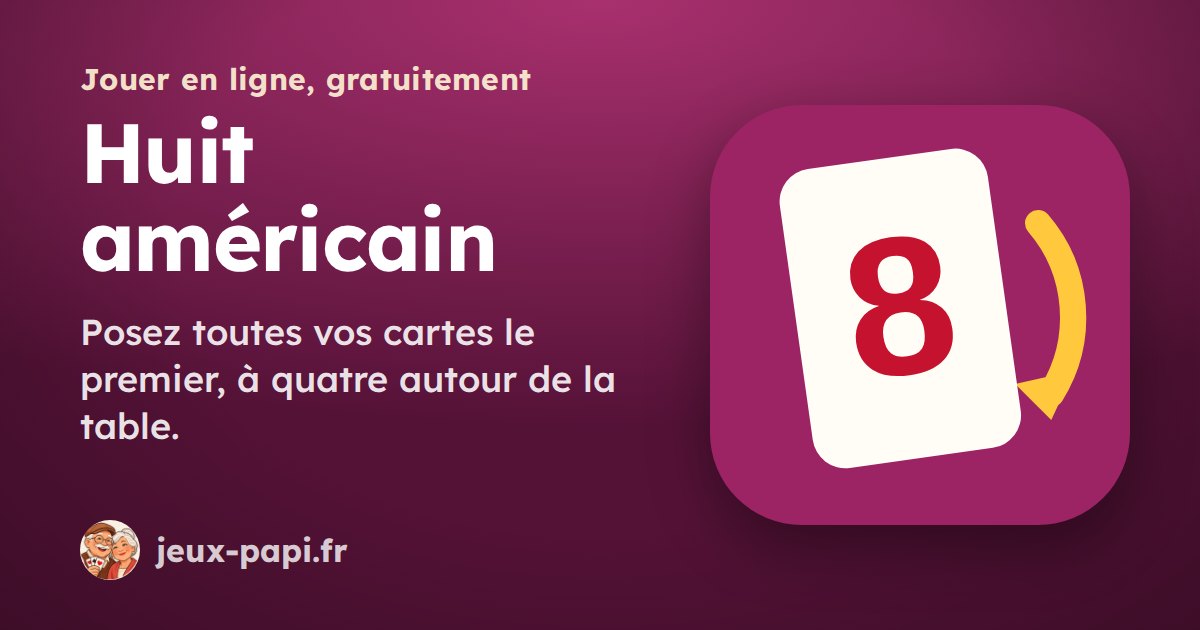 Jouer en ligne, gratuitement
Huit
américain
Posez toutes vos cartes le
premier, à quatre autour de la
table.
8
jeux-papi.fr